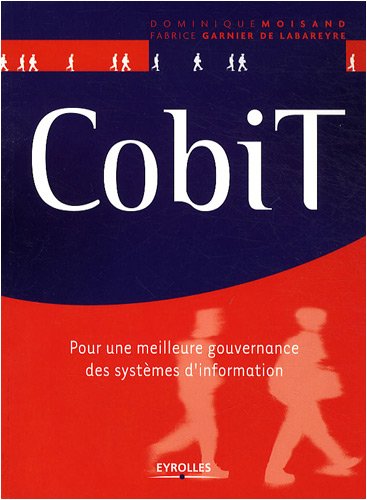 DOMINIQUE MOISAND
FABRICE GARNIER DE LABAREYRE
CobiT
Pour une meilleure gouvernance
des systèmes d'information
EYROLLES